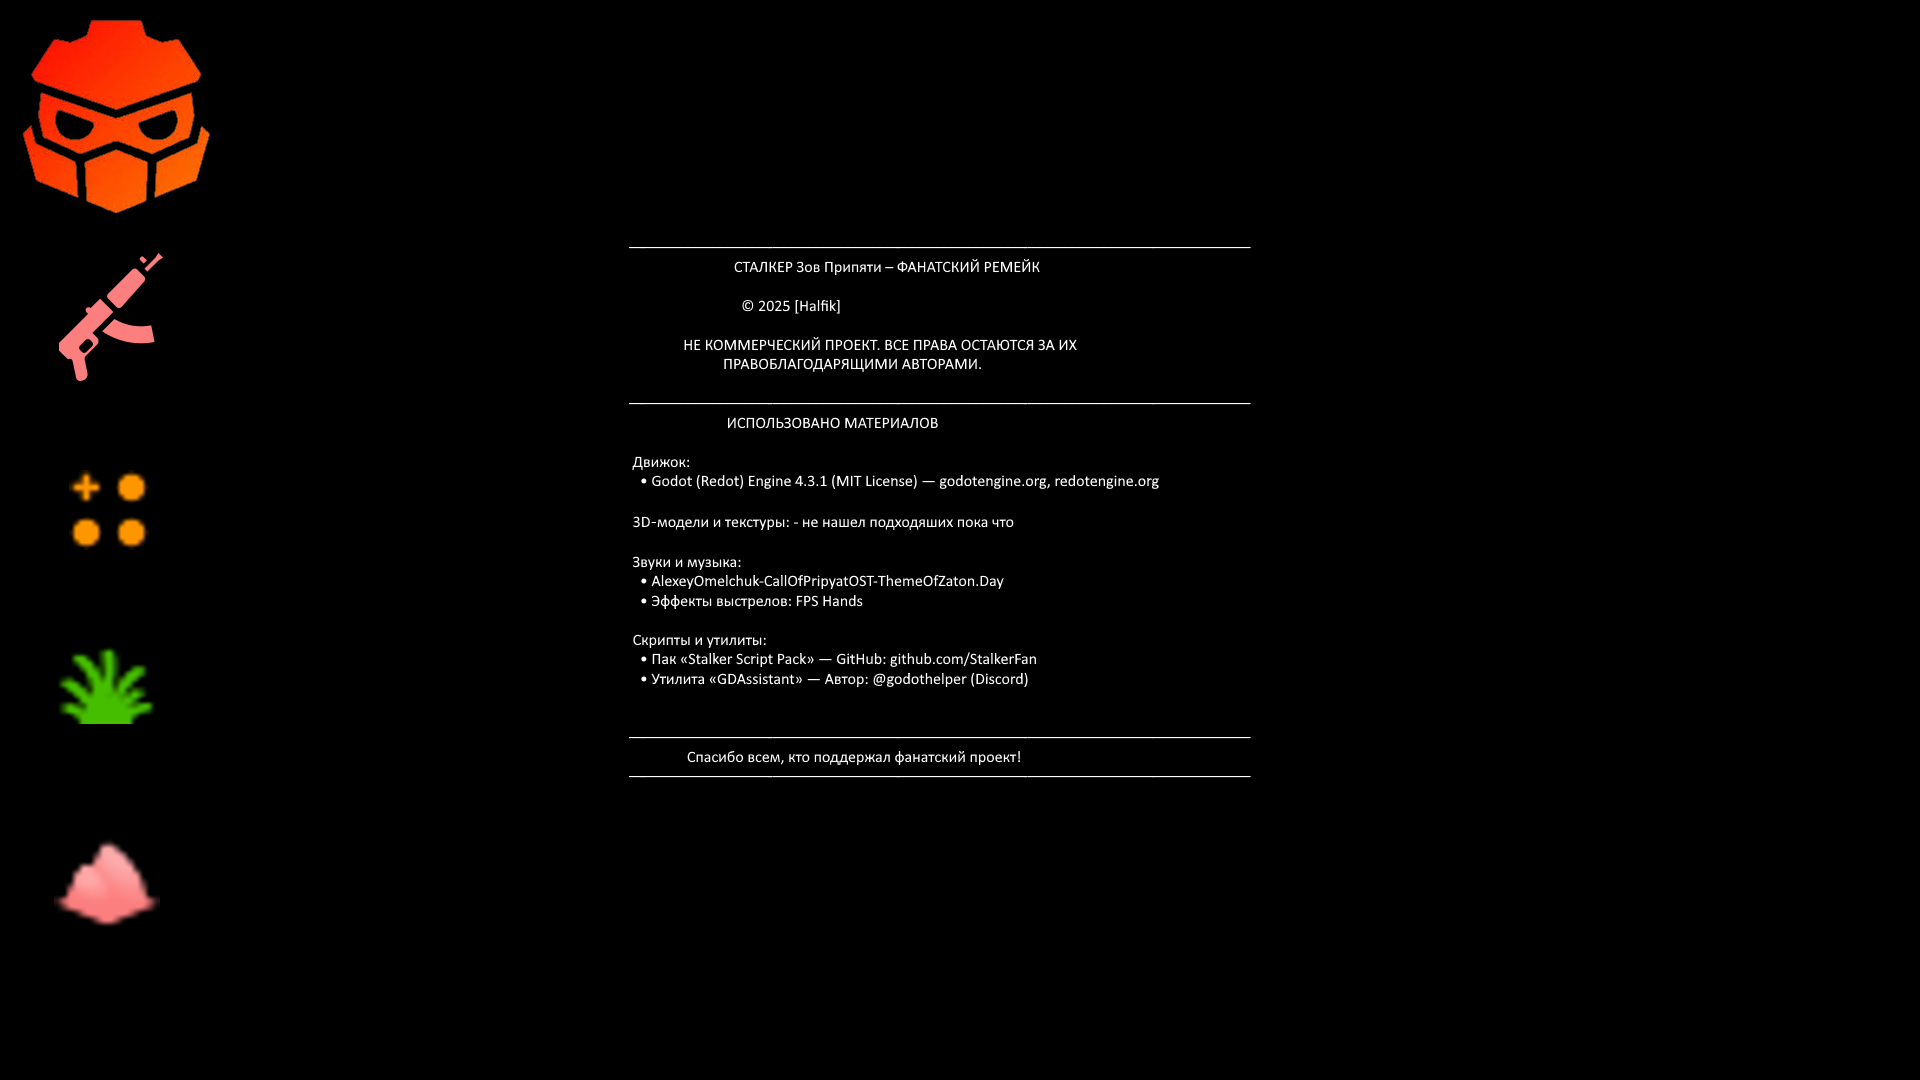 СТАЛКЕР Зов Припяти – ФАНАТСКИЙ РЕМЕЙК
© 2025 [Halfik]
НЕ КОММЕРЧЕСКИЙ ПРОЕКТ. ВСЕ ПРАВА ОСТАЮТСЯ ЗА ИХ
ПРАВОБЛАГОДАРЯЩИМИ АВТОРАМИ.
ИСПОЛЬЗОВАНО МАТЕРИАЛОВ
Движок:
• Godot (Redot) Engine 4.3.1 (MIT License) — godotengine.org, redotengine.org
3D-модели и текстуры: - не нашел подходяших пока что
Звуки и музыка:
• AlexeyOmelchuk-CallOfPripyatOST-ThemeOfZaton.Day
• Эффекты выстрелов: FPS Hands
Скрипты и утилиты:
• Пак «Stalker Script Pack» — GitHub: github.com/StalkerFan
• Утилита «GDAssistant» — Автор: @godothelper (Discord)
Спасибо всем, кто поддержал фанатский проект!